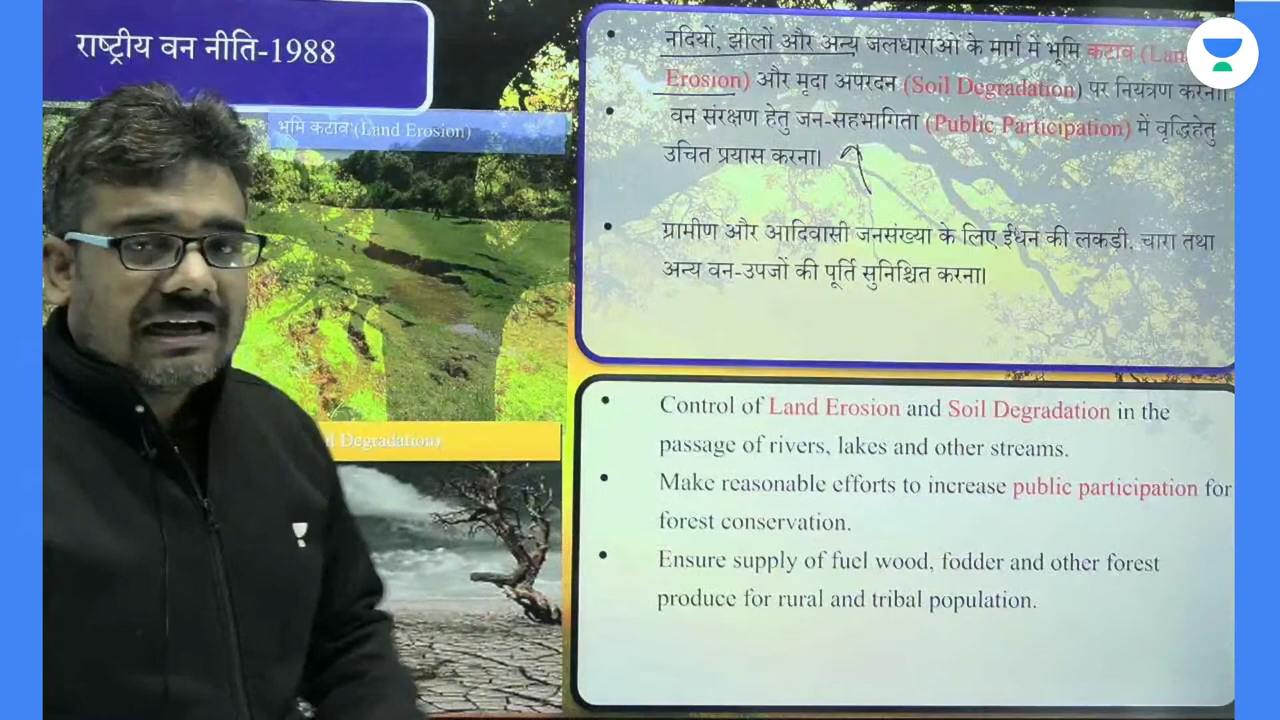 राष्ट्रीय वन नीति-1988
भूमि कटाव (Land Erosion)
Degradation)
नदियों, झीलों और अन्य जलधाराओं के मार्ग में भूमि कटाव
Erosion) और मृदा अपरदन (Soil Degradation) पर नियंत्रण करना।
वन संरक्षण हेतु जन-सहभागिता (Public Participation) में वृद्धिहेतु
उचित प्रयास करना।
ग्रामीण और आदिवासी जनसंख्या के लिए ईंधन की लकड़ी, चारा तथा
अन्य वन-उपजों की पूर्ति सुनिश्चित करना।
Control of Land Erosion and Soil Degradation in the
passage of rivers, lakes and other streams.
Make reasonable efforts to increase public participation for
forest conservation.
Ensure supply of fuel wood, fodder and other forest
produce for rural and tribal population.